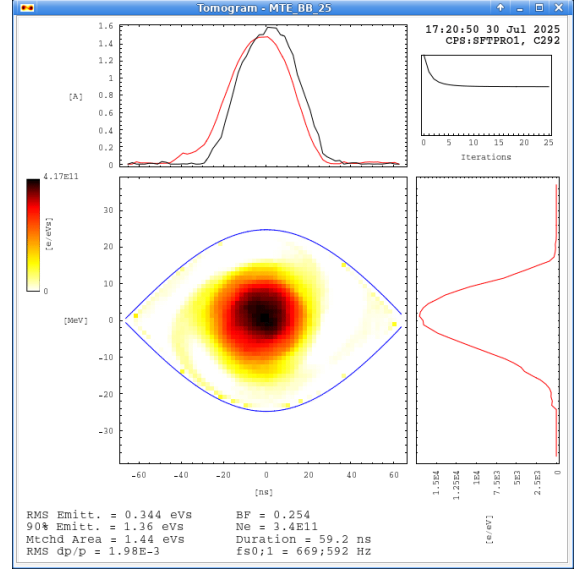 Tomogram - MTE_BB_25
17:20:50 30 Jul 2025
CPS:SFTPRO1, C292
1.6
1.4
1.2
1
0.8
0.6
0.4
0.2
0
[A]
0 5 10 15 20 25
Iterations
4.17E11
[e/eVs]
0
30
20
10
0
-10
-20
-30
[MeV]
-60 -40 -20 0 20 40 60
[ns]
1.5E4 1.25E4 1E4 7.5E3 5E3 2.5E3 0
[e/eV]
RMS Emitt. = 0.344 eVs BF = 0.254
90% Emitt. = 1.36 eVs Ne = 3.4E11
Mtchd Area = 1.44 eVs Duration = 59.2 ns
RMS dp/p = 1.98E-3 fs0;1 = 669;592 Hz